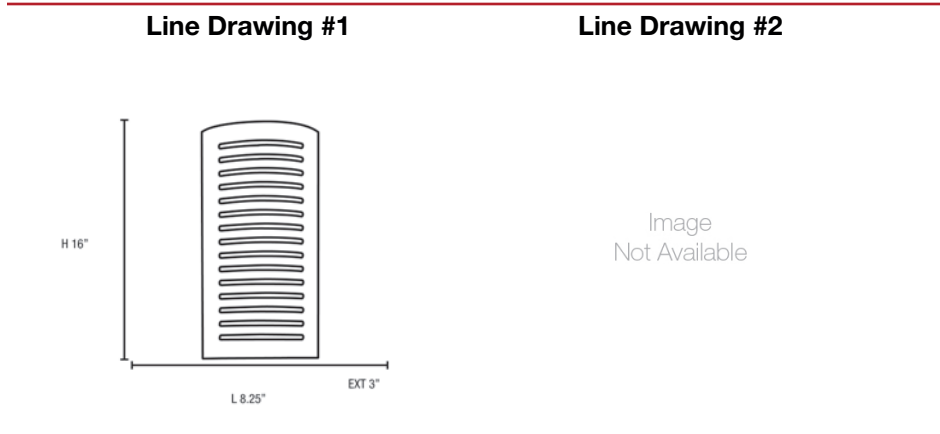 Line Drawing #1
Line Drawing #2
H 16"
L 8.25"
EXT 3"
Image
Not Available